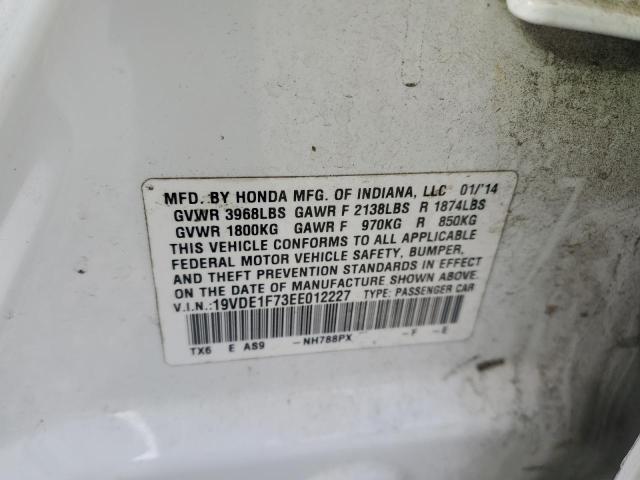 MFD. BY HONDA MFG. OF INDIANA, LLC 01/'14
GVWR 3968LBS GAWR F 2138LBS R 1874LBS
GVWR 1800KG GAWR F 970KG R 850KG
THIS VEHICLE CONFORMS TO ALL APPLICABLE
FEDERAL MOTOR VEHICLE SAFETY, BUMPER,
AND THEFT PREVENTION STANDARDS IN EFFECT
ON THE DATE OF MANUFACTURE SHOWN ABOVE.
V.I.N.:19VDE1F73EE012227 TYPE: PASSENGER CAR
TX6 E AS9 -NH788PX -F -E